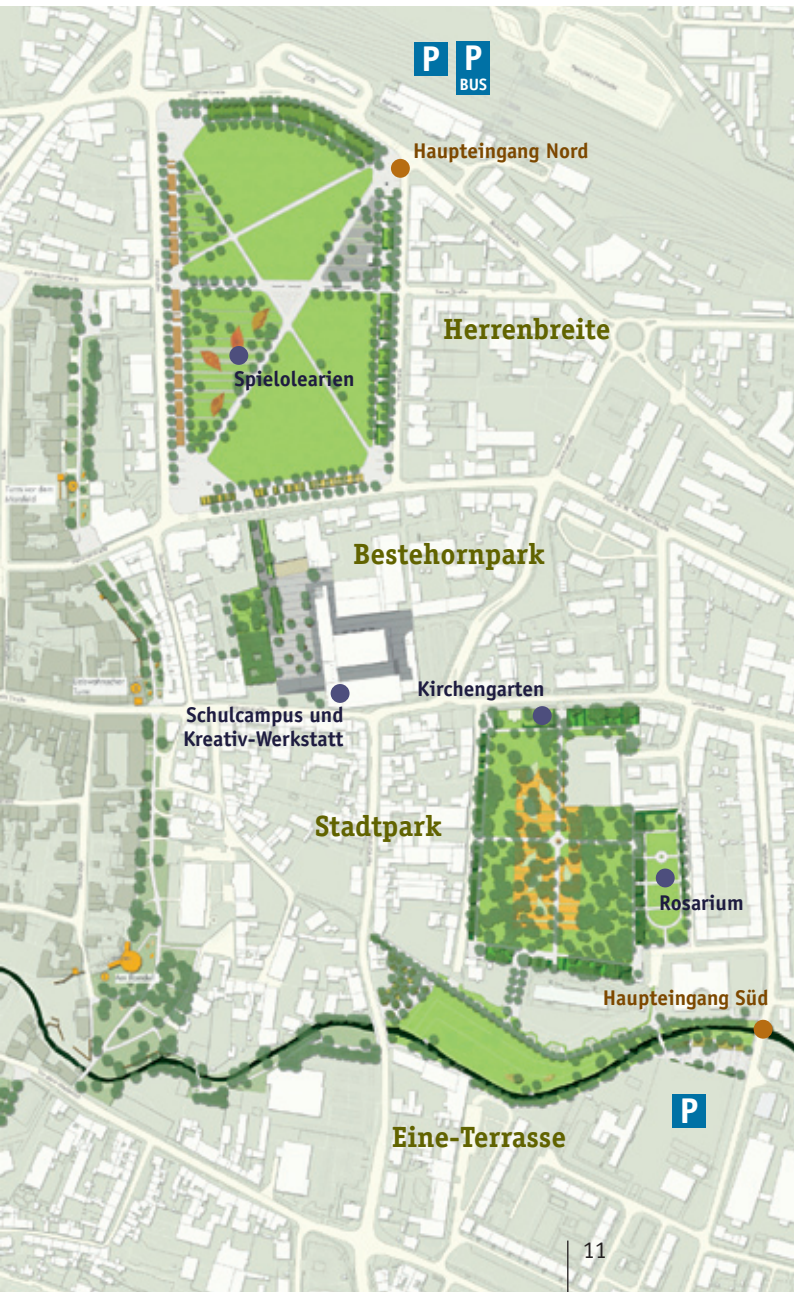 P P
BUS
Haupteingang Nord
Herrenbreite
Spielolearien
Bestehornpark
Kirchengarten
Schulcampus und
Kreativ-Werkstatt
Stadtpark
Rosarium
Haupteingang Süd
P
Eine-Terrasse
11